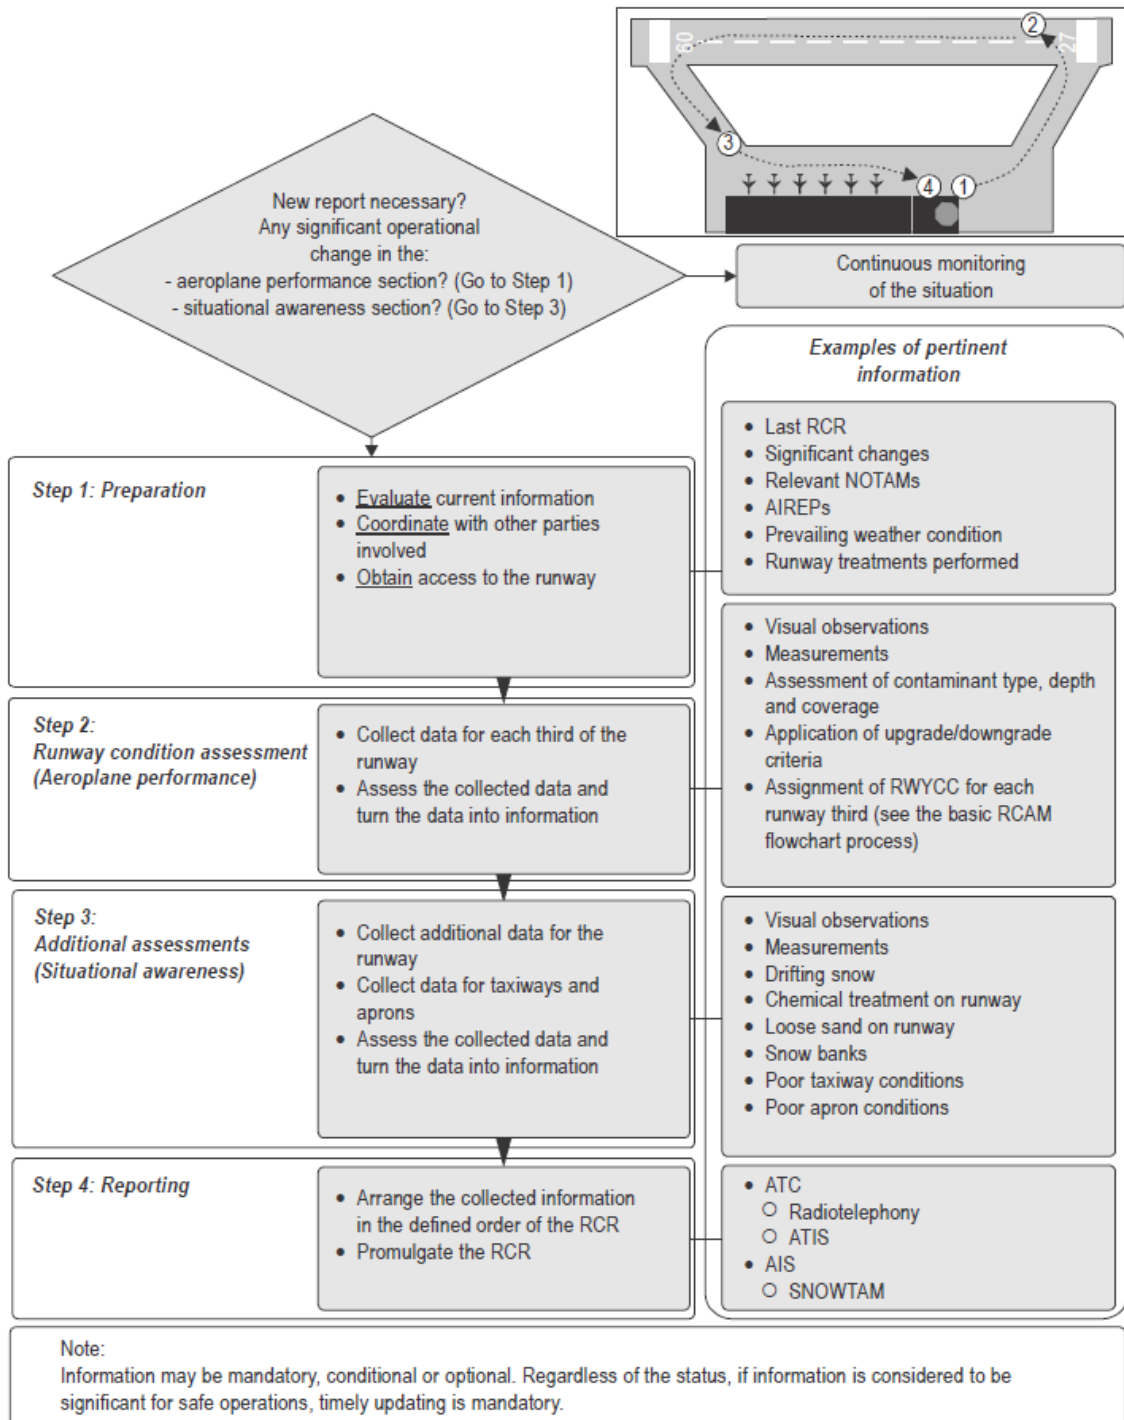 2
60
27
3
4
1
New report necessary?
Any significant operational
change in the:
- aeroplane performance section? (Go to Step 1)
- situational awareness section? (Go to Step 3)
Continuous monitoring
of the situation
Examples of pertinent
information
Step 1: Preparation
• Evaluate current information
• Coordinate with other parties
involved
• Obtain access to the runway
• Last RCR
• Significant changes
• Relevant NOTAMs
• AIREPs
• Prevailing weather condition
• Runway treatments performed
Step 2:
Runway condition assessment
(Aeroplane performance)
• Collect data for each third of the
runway
• Assess the collected data and
turn the data into information
• Visual observations
• Measurements
• Assessment of contaminant type, depth
and coverage
• Application of upgrade/downgrade
criteria
• Assignment of RWYCC for each
runway third (see the basic RCAM
flowchart process)
Step 3:
Additional assessments
(Situational awareness)
• Collect additional data for the
runway
• Collect data for taxiways and
aprons
• Assess the collected data and
turn the data into information
• Visual observations
• Measurements
• Drifting snow
• Chemical treatment on runway
• Loose sand on runway
• Snow banks
• Poor taxiway conditions
• Poor apron conditions
Step 4: Reporting
• Arrange the collected information
in the defined order of the RCR
• Promulgate the RCR
• ATC
○ Radiotelephony
○ ATIS
• AIS
○ SNOWTAM
Note:
Information may be mandatory, conditional or optional. Regardless of the status, if information is considered to be
significant for safe operations, timely updating is mandatory.